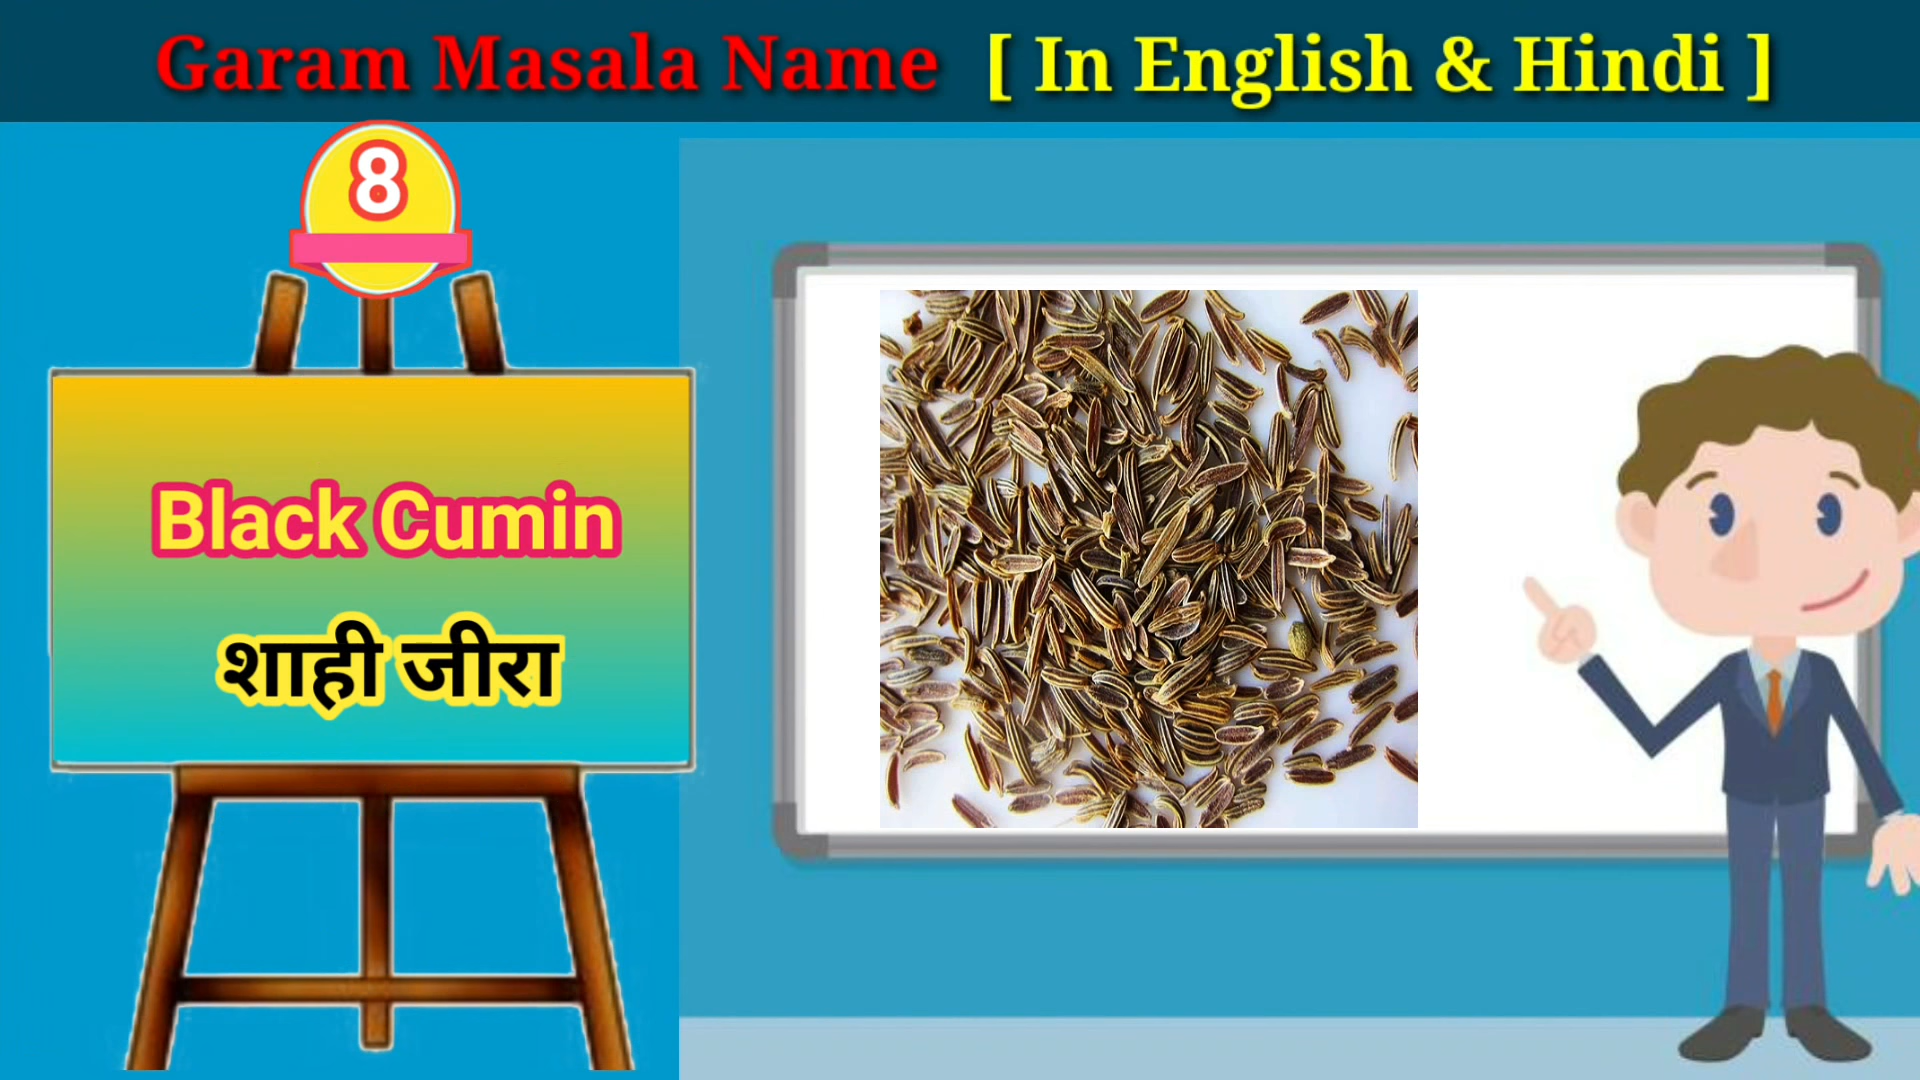 Garam Masala Name [ In English & Hindi ]
8
Black Cumin
शाही जीरा